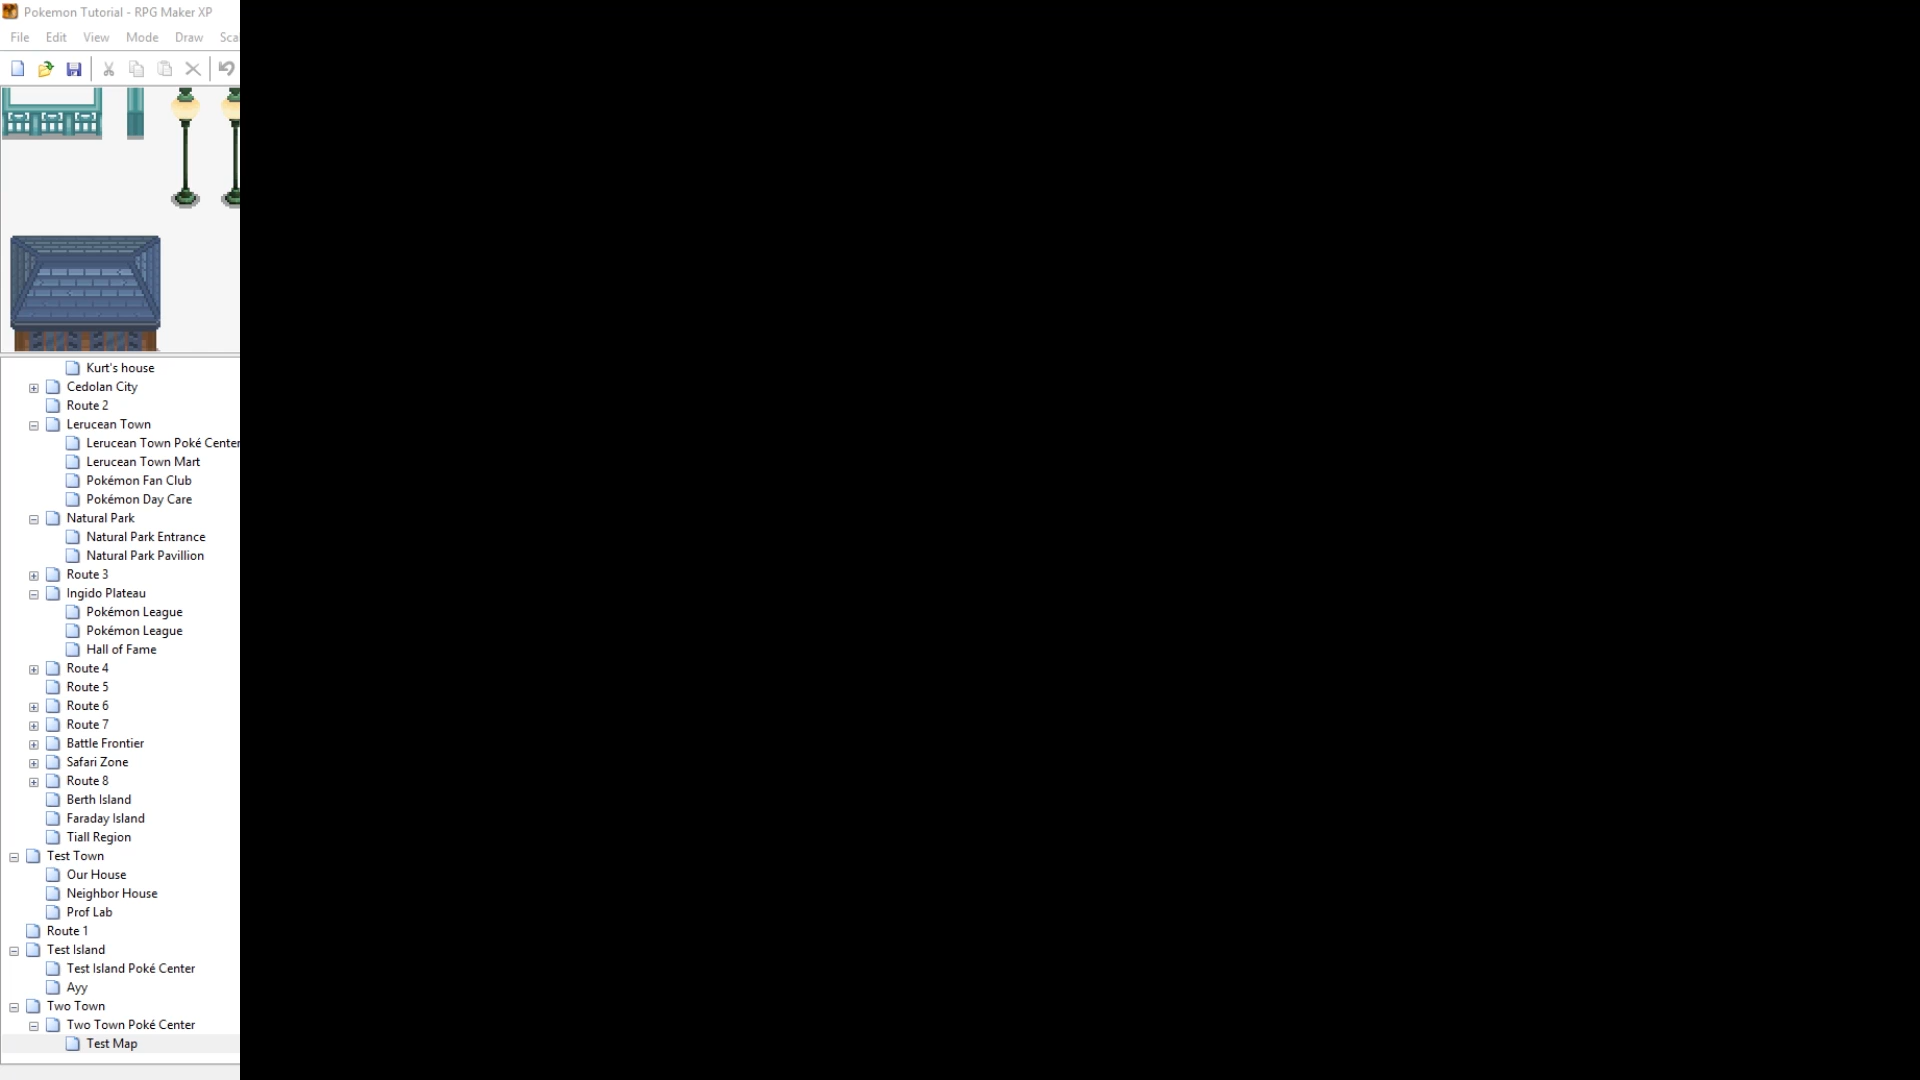 Pokemon Tutorial - RPG Maker XP
File Edit View Mode Draw
Kurt's house
Cedolan City
Route 2
Lerucean Town
Lerucean Town Poké Center
Lerucean Town Mart
Pokémon Fan Club
Pokémon Day Care
Natural Park
Natural Park Entrance
Natural Park Pavillion
Route 3
Ingido Plateau
Pokémon League
Pokémon League
Hall of Fame
Route 4
Route 5
Route 6
Route 7
Battle Frontier
Safari Zone
Route 8
Berth Island
Faraday Island
Tiall Region
Test Town
Our House
Neighbor House
Prof Lab
Route 1
Test Island
Test Island Poké Center
Ayy
Two Town
Two Town Poké Center
Test Map